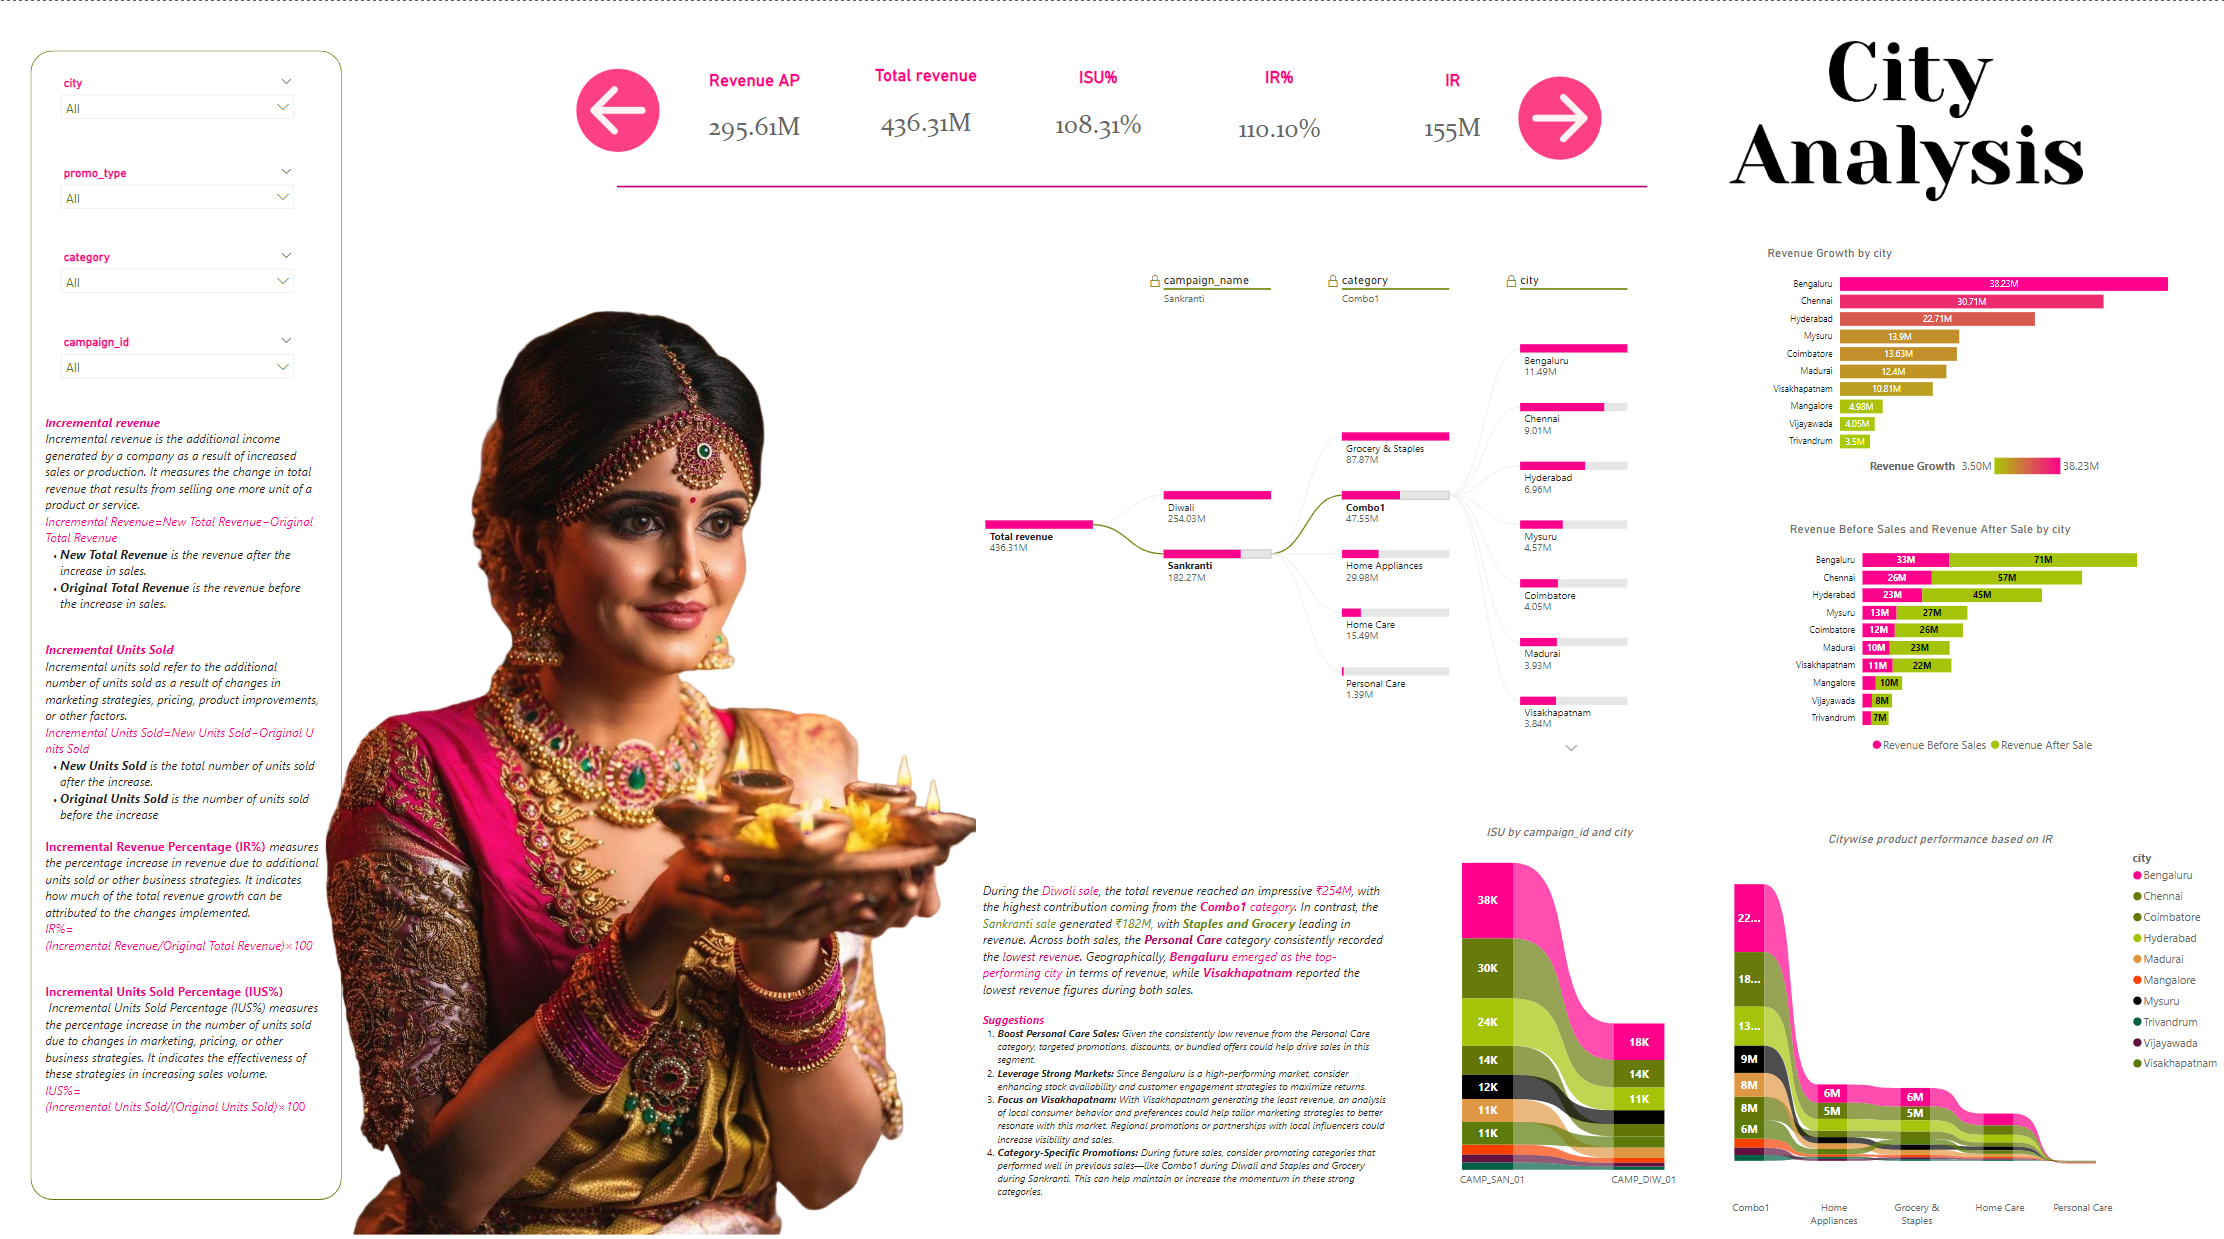 city
All
promo_type
All
category
All
campaign_id
All
Incremental revenue
Incremental revenue is the additional income
generated by a company as a result of increased
sales or production. It measures the change in total
revenue that results from selling one more unit of a
product or service.
Incremental Revenue=New Total Revenue−Original
Total Revenue
• New Total Revenue is the revenue after the
increase in sales.
• Original Total Revenue is the revenue before
the increase in sales.
Incremental Units Sold
Incremental units sold refer to the additional
number of units sold as a result of changes in
marketing strategies, pricing, product improvements,
or other factors.
Incremental Units Sold=New Units Sold−Original U
nits Sold
• New Units Sold is the total number of units sold
after the increase.
• Original Units Sold is the number of units sold
before the increase
Incremental Revenue Percentage (IR%) measures
the percentage increase in revenue due to additional
units sold or other business strategies. It indicates
how much of the total revenue growth can be
attributed to the changes implemented.
IR%=
(Incremental Revenue/Original Total Revenue)×100
Incremental Units Sold Percentage (IUS%)
Incremental Units Sold Percentage (IUS%) measures
the percentage increase in the number of units sold
due to changes in marketing, pricing, or other
business strategies. It indicates the effectiveness of
these strategies in increasing sales volume.
IUS%=
(Incremental Units Sold/(Original Units Sold)×100
Revenue AP
295.61M
Total revenue
436.31M
ISU%
108.31%
IR%
110.10%
IR
155M
City
Analysis
campaign_name
Sankranti
category
Combo1
city
Total revenue
436.31M
Diwali
254.03M
Sankranti
182.27M
Grocery & Staples
87.87M
Combo1
47.55M
Home Appliances
29.98M
Home Care
15.49M
Personal Care
1.39M
Bengaluru
11.49M
Chennai
9.01M
Hyderabad
6.96M
Mysuru
4.57M
Coimbatore
4.05M
Madurai
3.93M
Visakhapatnam
3.84M
Revenue Growth by city
Bengaluru 38.23M
Chennai 30.71M
Hyderabad 22.71M
Mysuru 13.9M
Coimbatore 13.63M
Madurai 12.4M
Visakhapatnam 10.81M
Mangalore 4.98M
Vijayawada 4.05M
Trivandrum 3.5M
Revenue Growth 3.50M 38.23M
Revenue Before Sales and Revenue After Sale by city
Bengaluru 33M 71M
Chennai 26M 57M
Hyderabad 23M 45M
Mysuru 13M 27M
Coimbatore 12M 26M
Madurai 10M 23M
Visakhapatnam 11M 22M
Mangalore 10M
Vijayawada 8M
Trivandrum 7M
Revenue Before Sales Revenue After Sale
During the Diwali sale, the total revenue reached an impressive ₹254M, with
the highest contribution coming from the Combo1 category. In contrast, the
Sankranti sale generated ₹182M, with Staples and Grocery leading in
revenue. Across both sales, the Personal Care category consistently recorded
the lowest revenue. Geographically, Bengaluru emerged as the top-
performing city in terms of revenue, while Visakhapatnam reported the
lowest revenue figures during both sales.
Suggestions
1. Boost Personal Care Sales: Given the consistently low revenue from the Personal Care
category, targeted promotions, discounts, or bundled offers could help drive sales in this
segment.
2. Leverage Strong Markets: Since Bengaluru is a high-performing market, consider
enhancing stock availability and customer engagement strategies to maximize returns.
3. Focus on Visakhapatnam: With Visakhapatnam generating the least revenue, an analysis
of local consumer behavior and preferences could help tailor marketing strategies to better
resonate with this market. Regional promotions or partnerships with local influencers could
increase visibility and sales.
4. Category-Specific Promotions: During future sales, consider promoting categories that
performed well in previous sales—like Combo1 during Diwali and Staples and Grocery
during Sankranti. This can help maintain or increase the momentum in these strong
categories.
ISU by campaign_id and city
38K
30K
24K
14K
12K
11K
11K
18K
14K
11K
CAMP_SAN_01 CAMP_DIW_01
Citywise product performance based on IR
22...
18...
13...
9M
8M
8M
6M
6M
5M
6M
5M
Combo1
Home
Appliances
Grocery &
Staples
Home Care
Personal Care
city
Bengaluru
Chennai
Coimbatore
Hyderabad
Madurai
Mangalore
Mysuru
Trivandrum
Vijayawada
Visakhapatnam